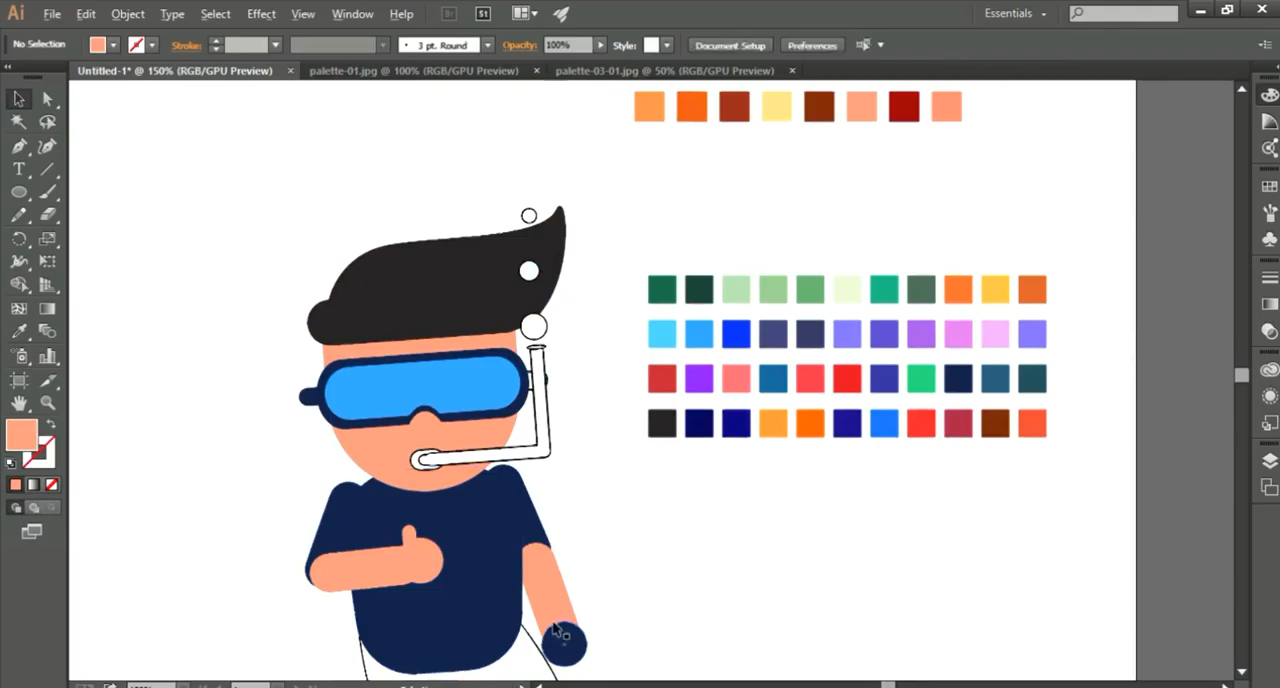 Ai File Edit Object Type Select Effect View Window Help Br St Essentials
No Selection Stroke: 3 pt. Round Opacity: 100% Style: Document Setup Preferences
Untitled-1* @ 150% (RGB/GPU Preview) × palette-01.jpg @ 100% (RGB/GPU Preview) × palette-03-01.jpg @ 50% (RGB/GPU Preview) ×
T